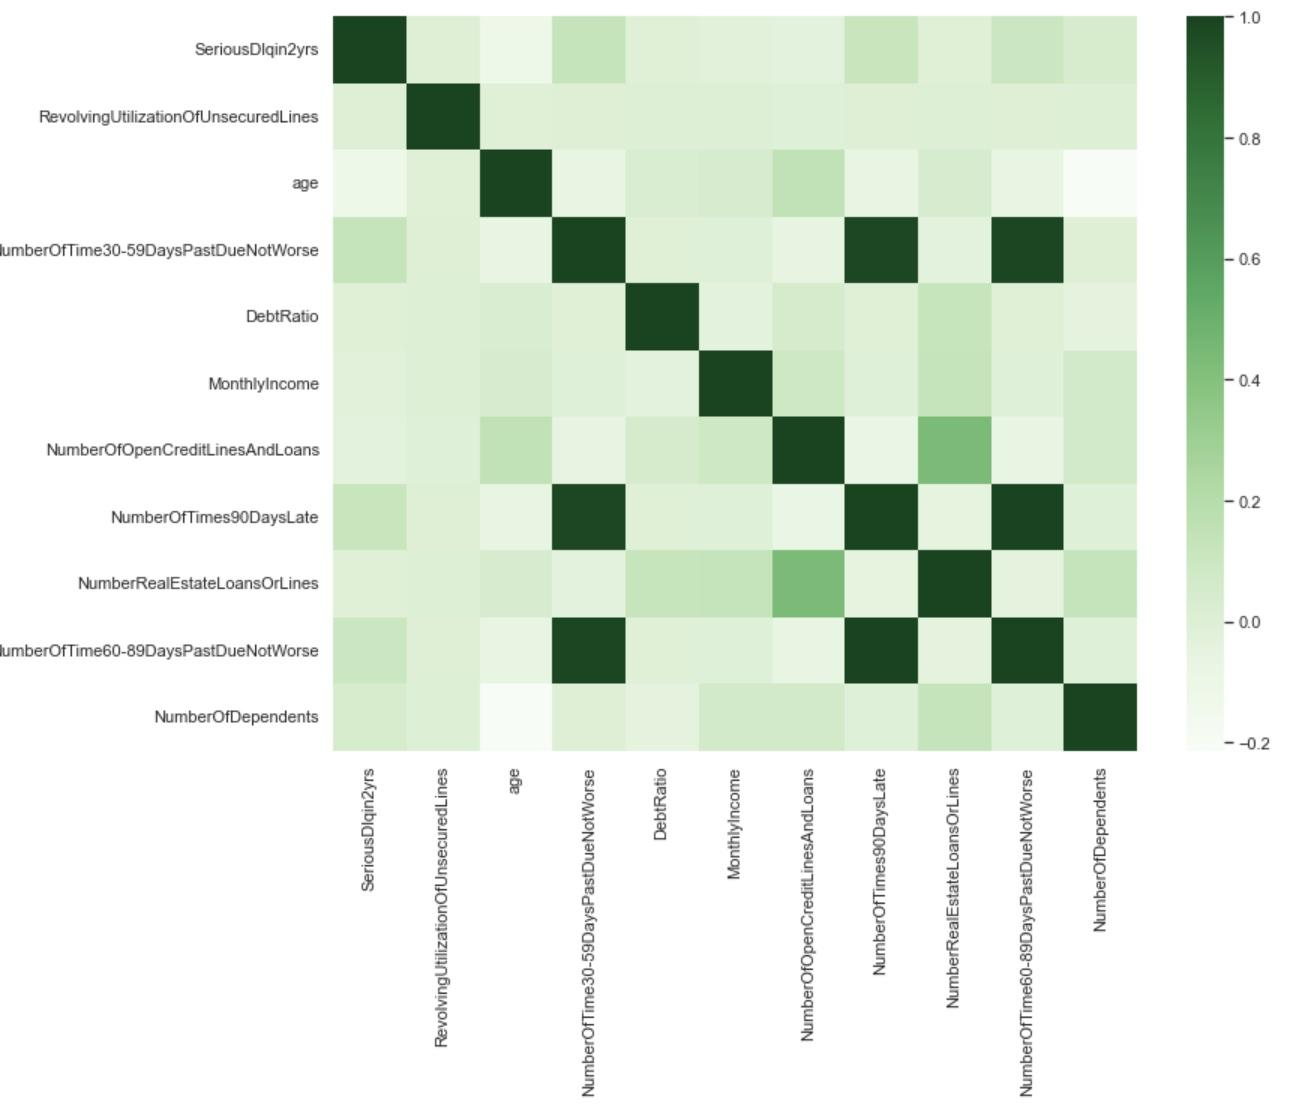 SeriousDlqin2yrs
RevolvingUtilizationOfUnsecuredLines
age
umberOfTime30-59DaysPastDueNotWorse
DebtRatio
MonthlyIncome
NumberOfOpenCreditLinesAndLoans
NumberOfTimes90DaysLate
NumberRealEstateLoansOrLines
umberOfTime60-89DaysPastDueNotWorse
NumberOfDependents
1.0
0.8
0.6
0.4
0.2
0.0
−0.2
SeriousDlqin2yrs
RevolvingUtilizationOfUnsecuredLines
age
NumberOfTime30-59DaysPastDueNotWorse
DebtRatio
MonthlyIncome
NumberOfOpenCreditLinesAndLoans
NumberOfTimes90DaysLate
NumberRealEstateLoansOrLines
NumberOfTime60-89DaysPastDueNotWorse
NumberOfDependents